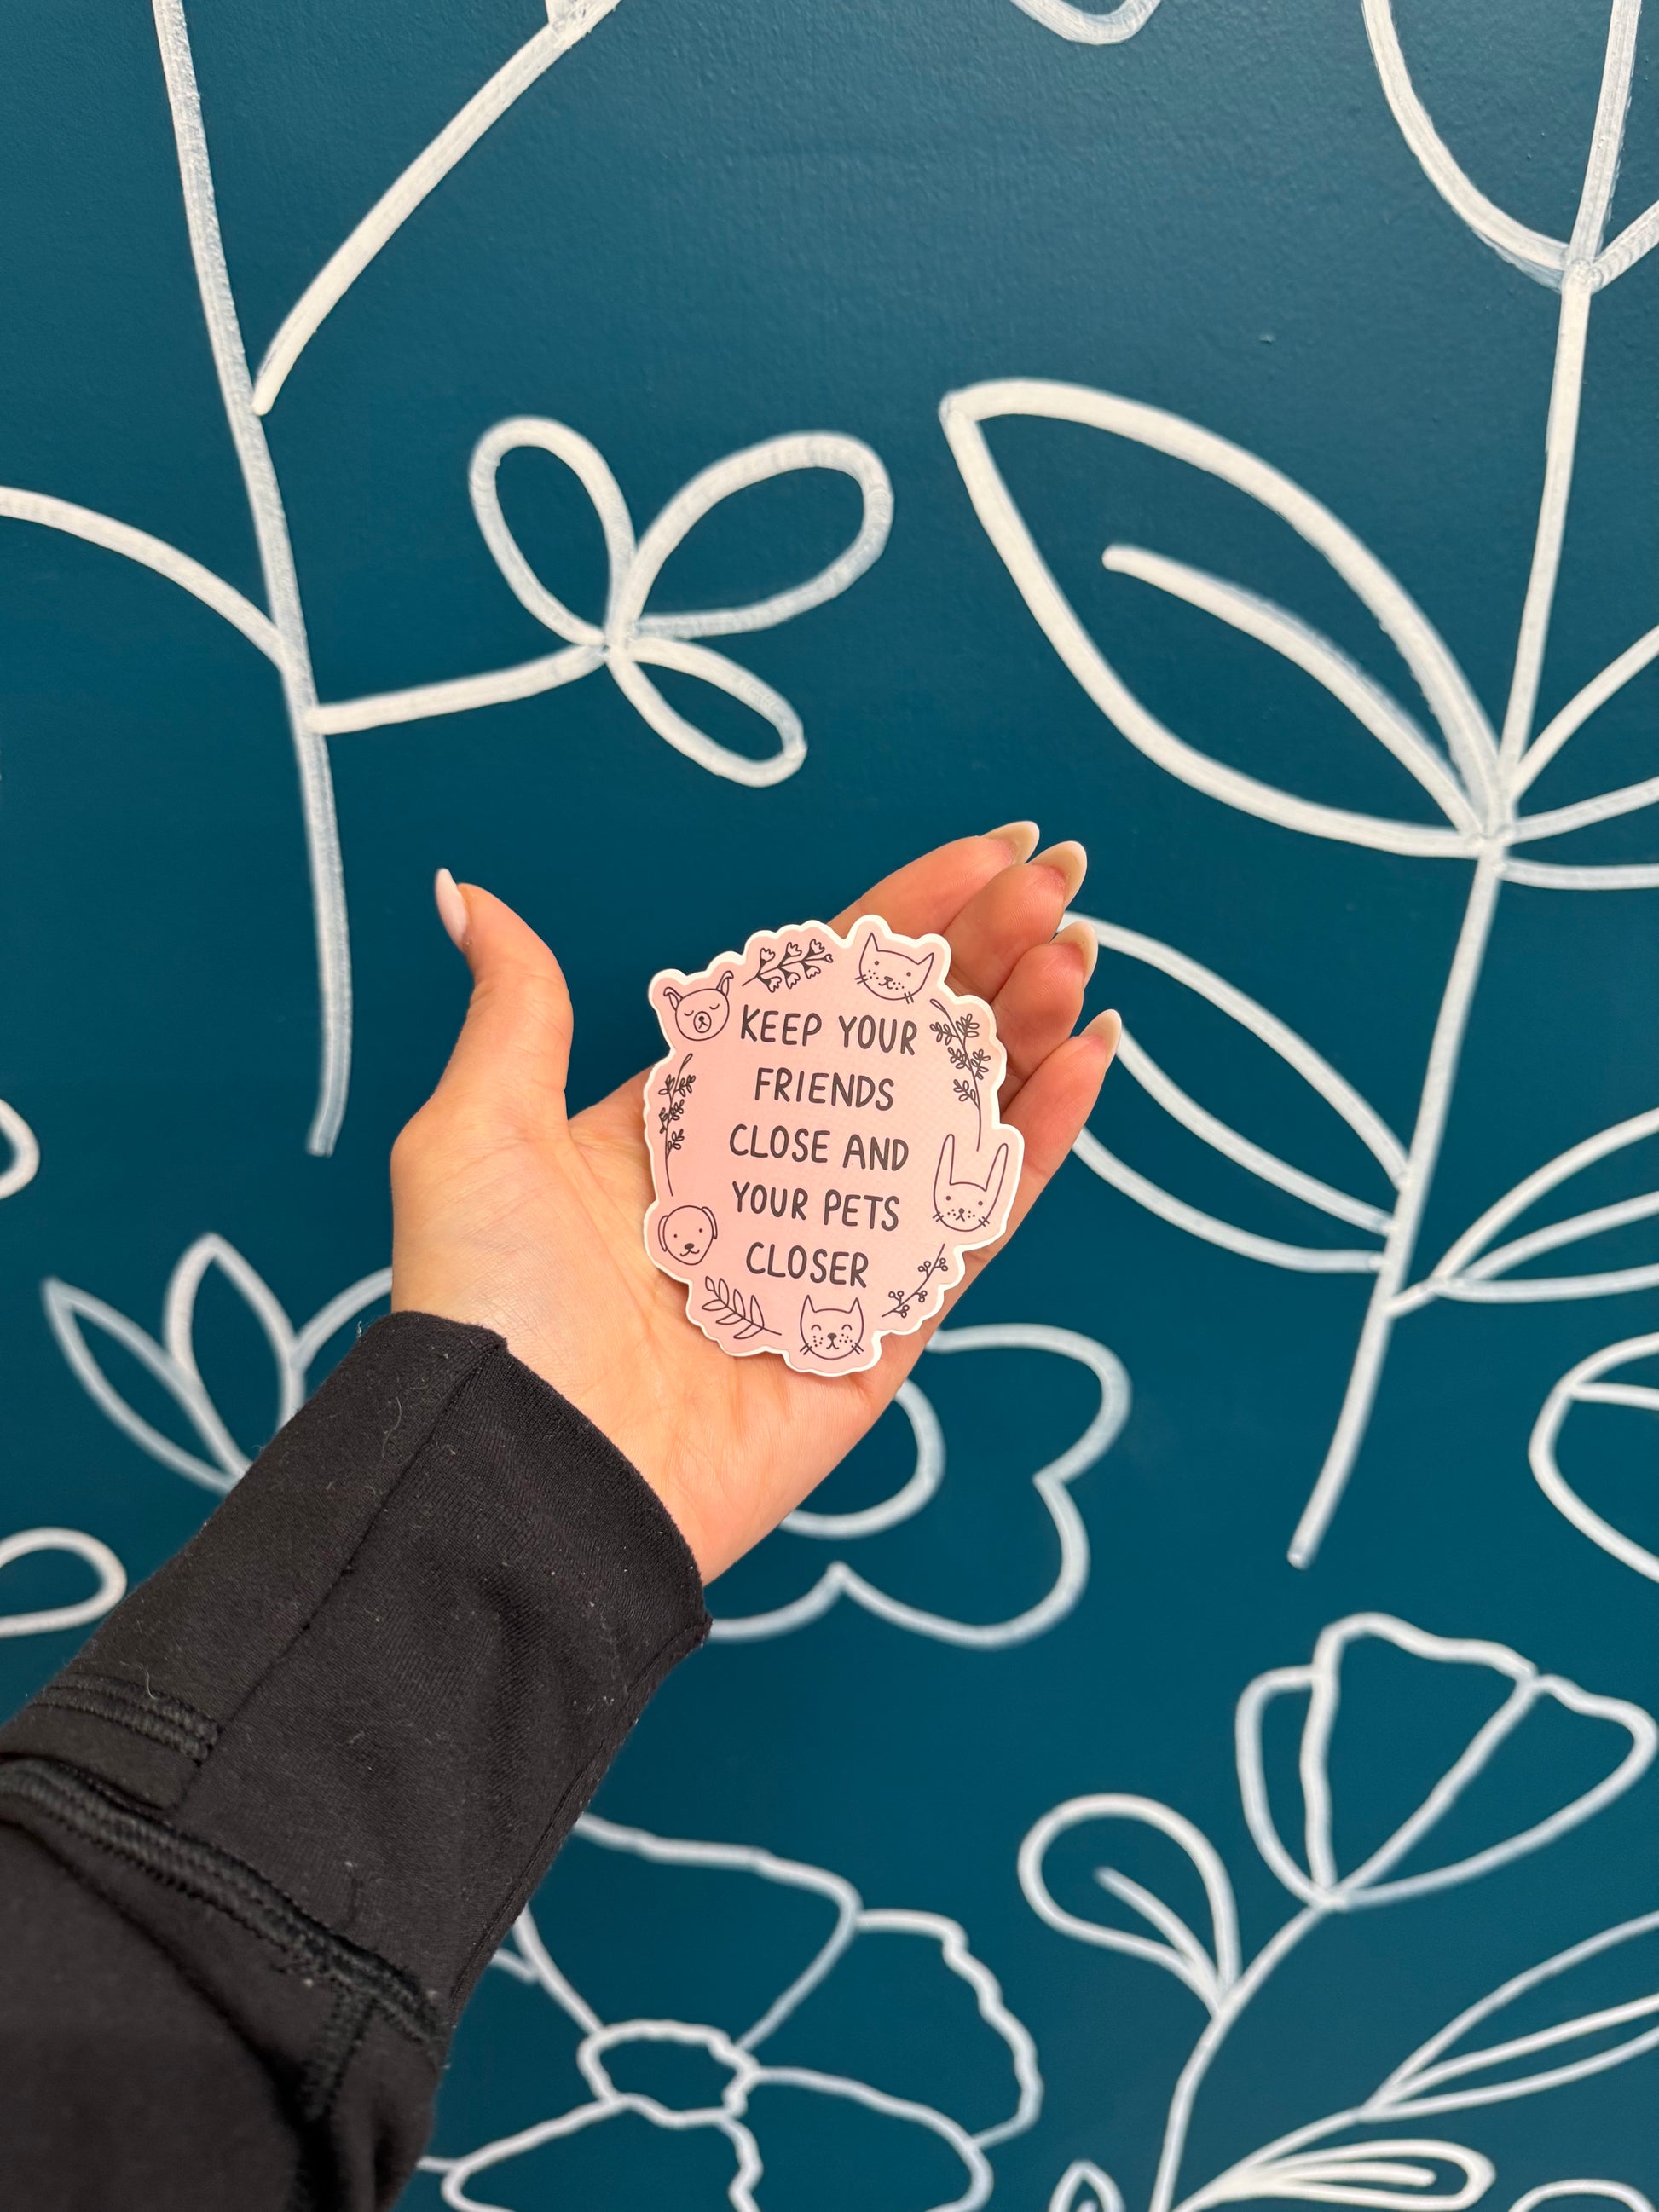 KEEP YOUR
FRIENDS
CLOSE AND
YOUR PETS
CLOSER